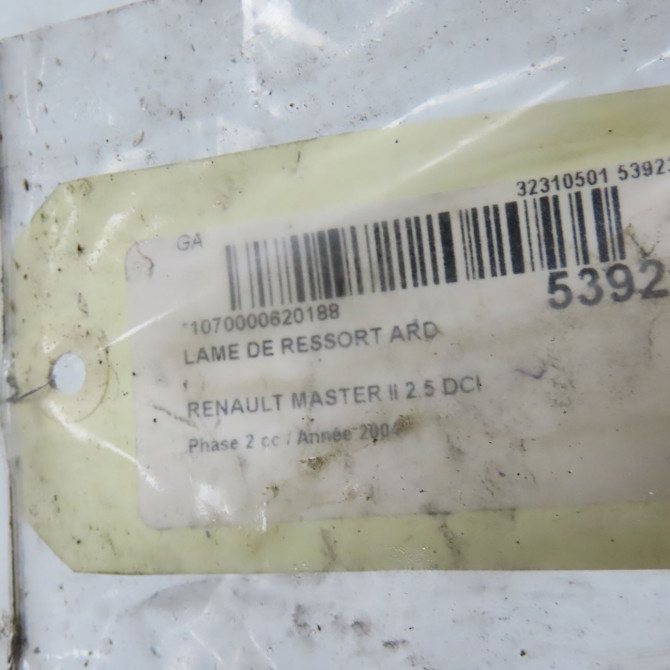 32310501 5392
GA
5392
*1070000620188
LAME DE RESSORT ARD
RENAULT MASTER II 2.5 DCI
Phase 2 cc / Année 2004